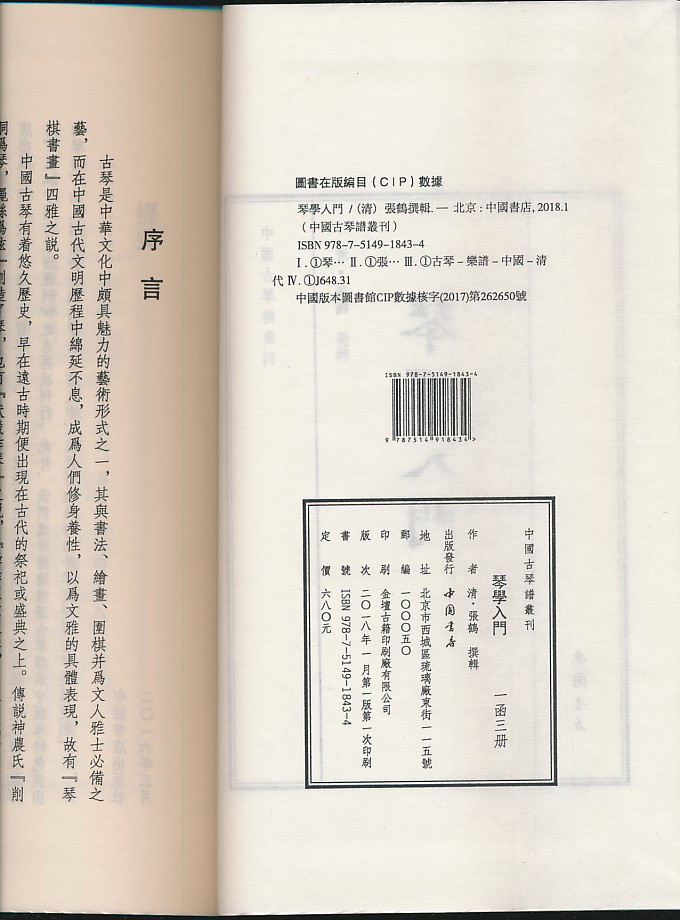 圖書在版編目(CIP)數據
琴學入門/(清)張鶴撰輯.—北京:中國書店,2018.1
(中國古琴譜叢刊)
ISBN 978-7-5149-1843-4
Ⅰ.①琴… Ⅱ.①張… Ⅲ.①古琴-樂譜-中國-清
代 Ⅳ.①J648.31
中國版本圖書館CIP數據核字(2017)第262650號
ISBN 978-7-5149-1843-4
9 787514 918434 >
中國古琴譜叢刊
琴學入門 一函三册
作者 清·張鶴 撰輯
出版發行 中國書店
地址 北京市西城區琉璃廠東街一一五號
郵編 一〇〇〇五〇
印刷 金壇古籍印刷廠有限公司
版次 二〇一八年一月第一版第一次印刷
書號 ISBN 978-7-5149-1843-4
定價 六八〇元
序言
古琴是中華文化中頗具魅力的藝術形式之一,其與書法、繪畫、圍棋并爲文人雅士必備之
藝,而在中國古代文明歷程中綿延不息,成爲人們修身養性,以爲文雅的具體表現,故有『琴
棋書畫』四雅之説。
中國古琴有着悠久歷史,早在遠古時期便出現在古代的祭祀或盛典之上。傳説神農氏『削